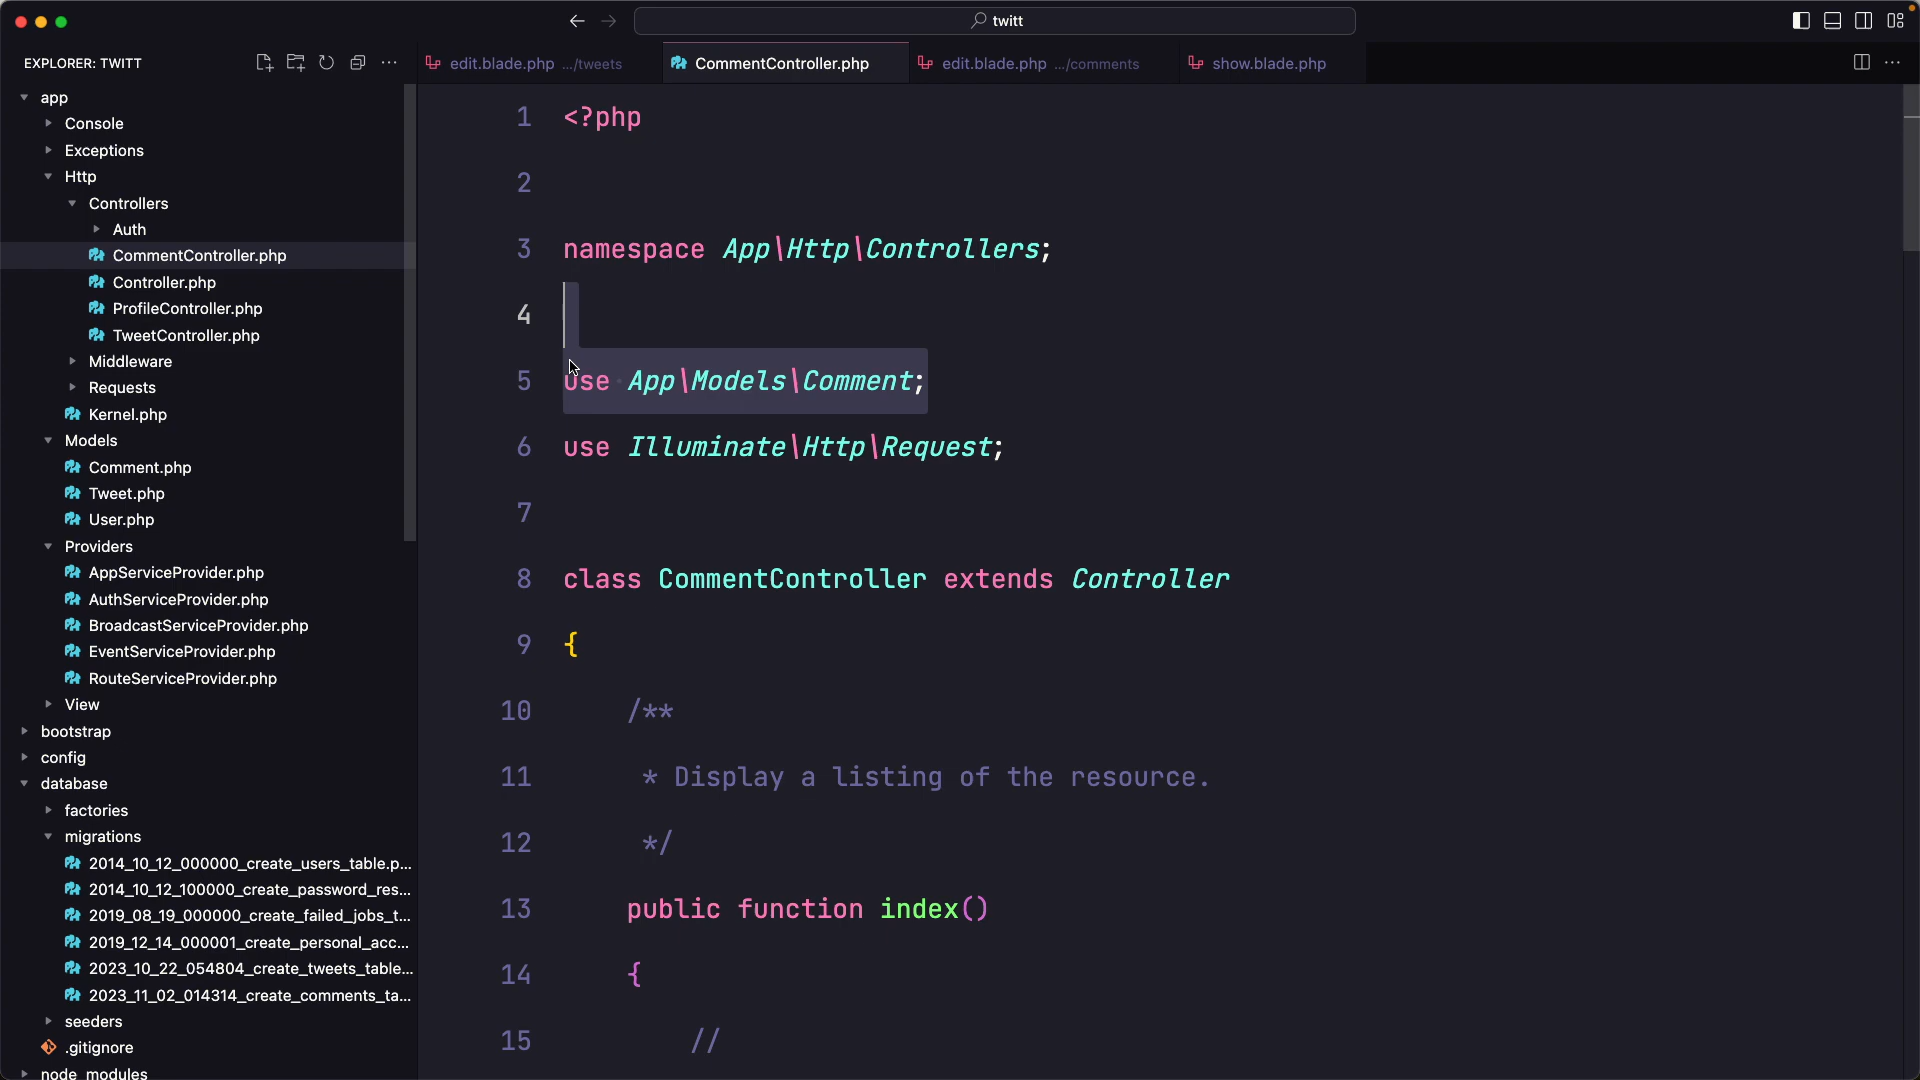 twitt
EXPLORER: TWITT
edit.blade.php .../tweets
CommentController.php
edit.blade.php .../comments
show.blade.php
app
Console
Exceptions
Http
Controllers
Auth
CommentController.php
Controller.php
ProfileController.php
TweetController.php
Middleware
Requests
Kernel.php
Models
Comment.php
Tweet.php
User.php
Providers
AppServiceProvider.php
AuthServiceProvider.php
BroadcastServiceProvider.php
EventServiceProvider.php
RouteServiceProvider.php
View
bootstrap
config
database
factories
migrations
2014_10_12_000000_create_users_table.p...
2014_10_12_100000_create_password_res...
2019_08_19_000000_create_failed_jobs_t...
2019_12_14_000001_create_personal_acc...
2023_10_22_054804_create_tweets_table...
2023_11_02_014314_create_comments_ta...
seeders
.gitignore
node_modules
1 <?php
2
3 namespace App\Http\Controllers;
4
5 use App\Models\Comment;
6 use Illuminate\Http\Request;
7
8 class CommentController extends Controller
9 {
10 /**
11 * Display a listing of the resource.
12 */
13 public function index()
14 {
15 //